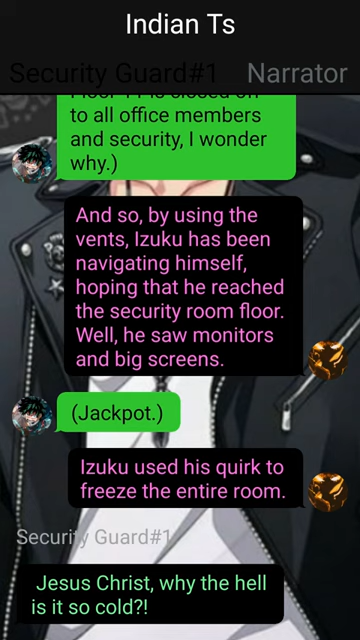 Indian Ts
Security Guard#1 Narrator
to all office members
and security, I wonder
why.)
And so, by using the
vents, Izuku has been
navigating himself,
hoping that he reached
the security room floor.
Well, he saw monitors
and big screens.
(Jackpot.)
Izuku used his quirk to
freeze the entire room.
Security Guard#1
Jesus Christ, why the hell
is it so cold?!